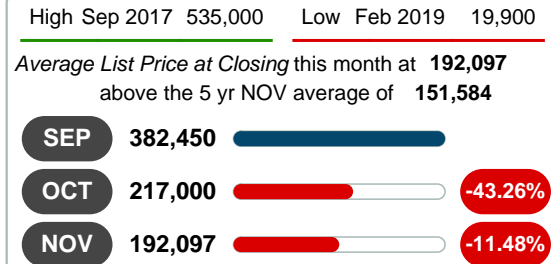 High Sep 2017 535,000 Low Feb 2019 19,900
Average List Price at Closing this month at 192,097
above the 5 yr NOV average of 151,584
SEP 382,450
OCT 217,000 -43.26%
NOV 192,097 -11.48%